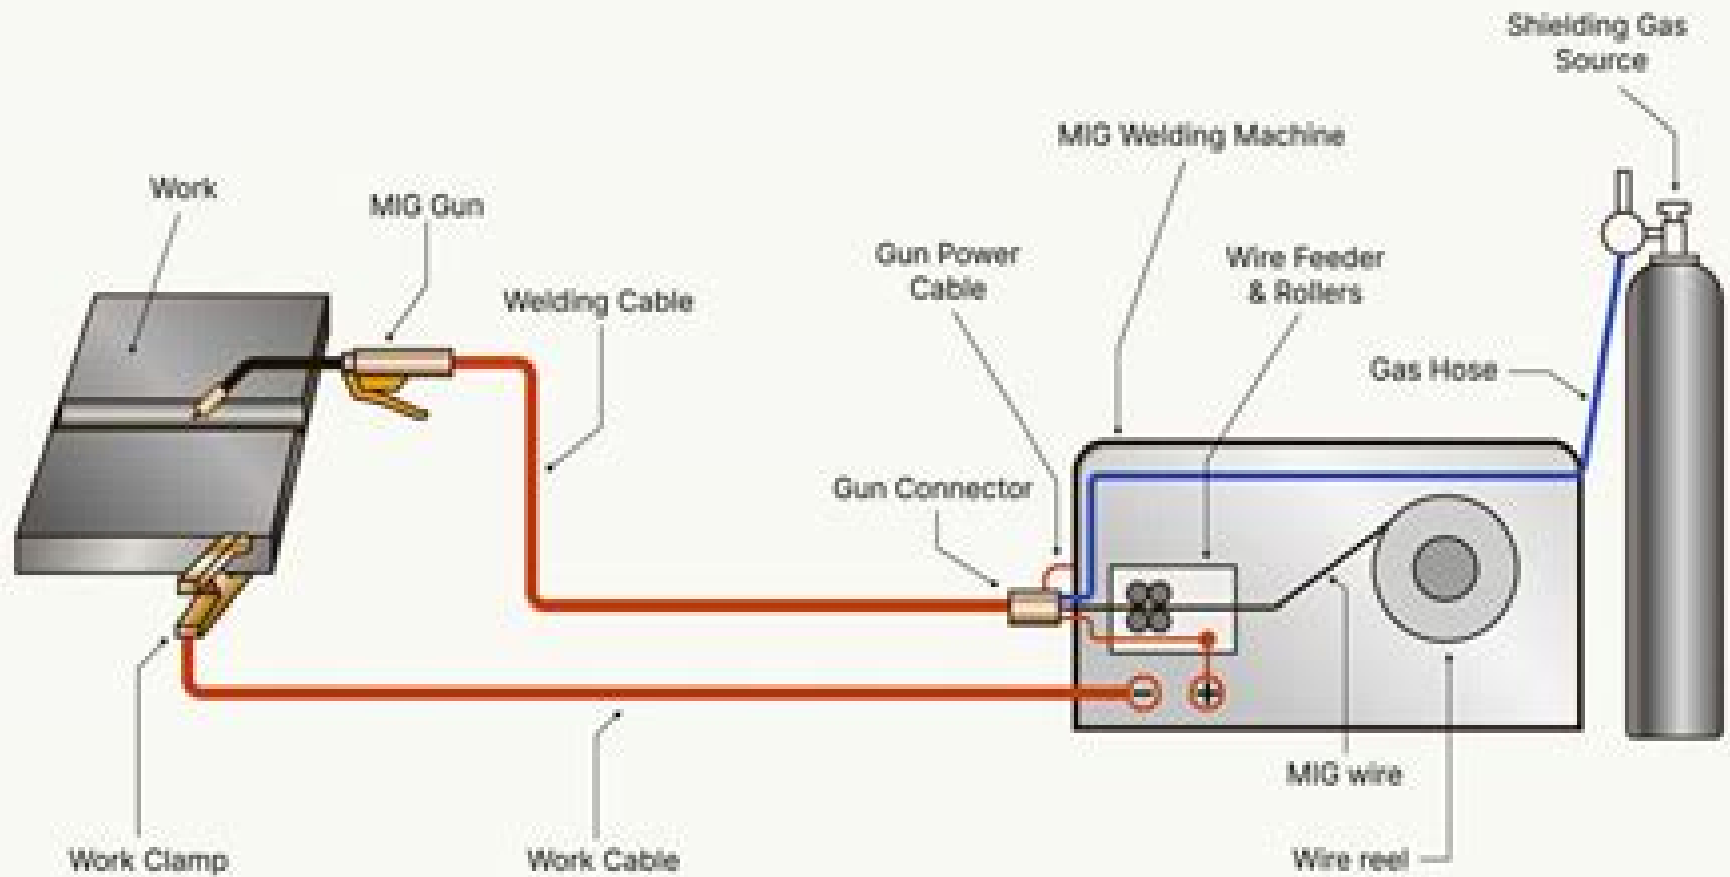 Shielding Gas
Source
MIG Welding Machine
Work
MIG Gun
Gun Power
Cable
Wire Feeder
& Rollers
Welding Cable
Gas Hose
Gun Connector
MIG wire
Work Clamp
Work Cable
Wire reel